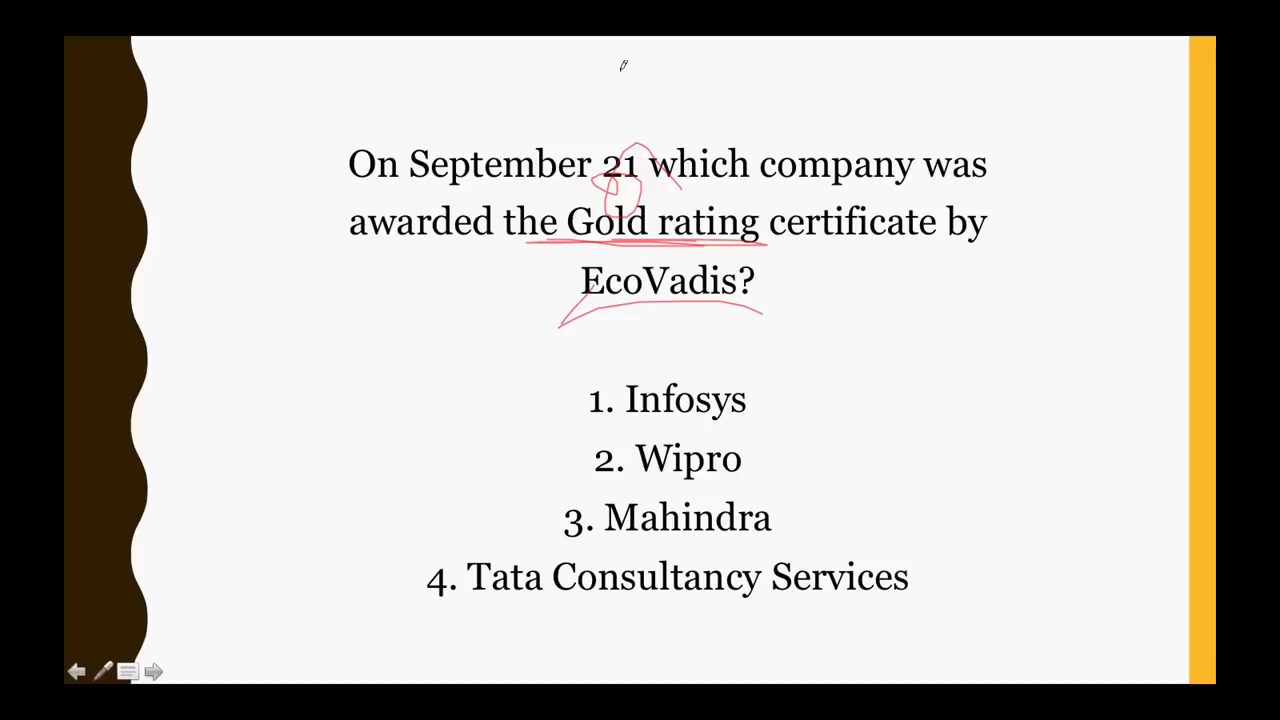 On September 21 which company was
awarded the Gold rating certificate by
EcoVadis?
1. Infosys
2. Wipro
3. Mahindra
4. Tata Consultancy Services